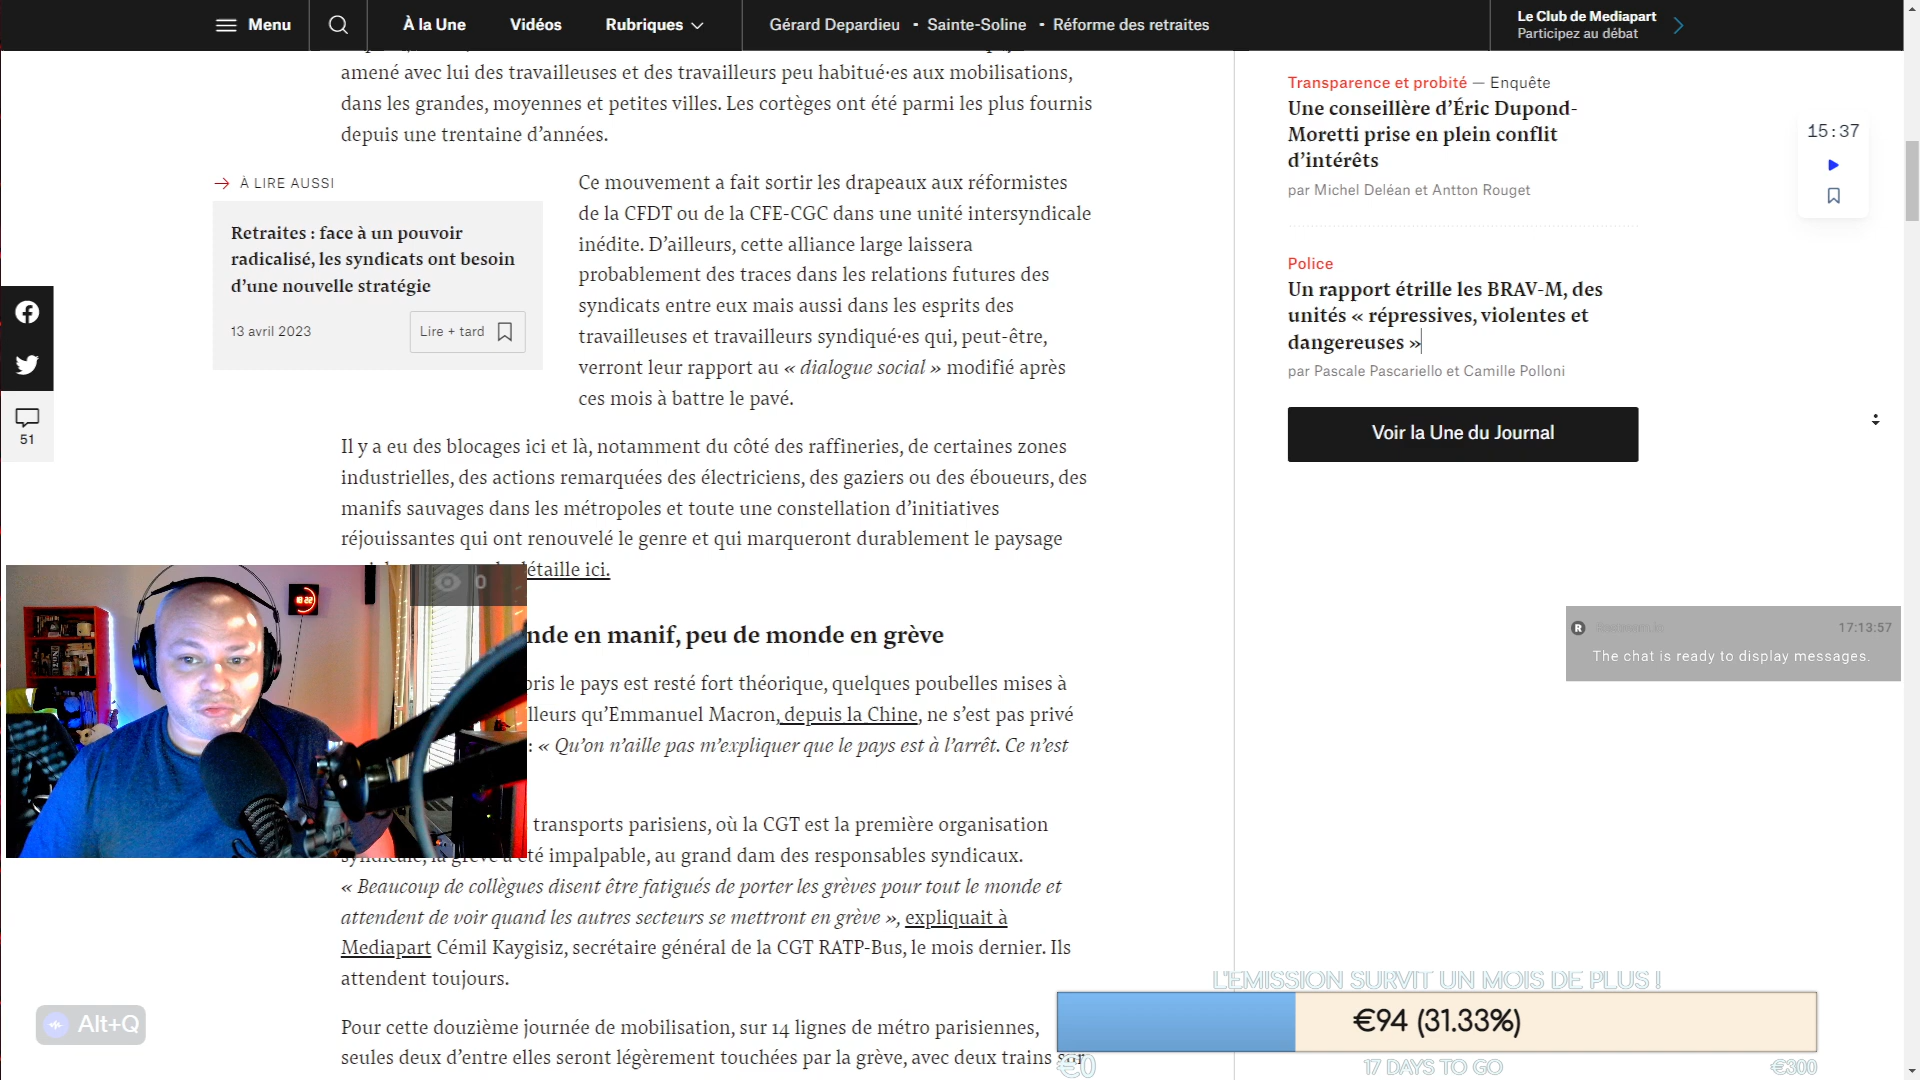 Menu
À la Une
Vidéos
Rubriques
Gérard Depardieu
Sainte-Soline
Réforme des retraites
Le Club de Mediapart
Participez au débat
amené avec lui des travailleuses et des travailleurs peu habitué·es aux mobilisations,
dans les grandes, moyennes et petites villes. Les cortèges ont été parmi les plus fournis
depuis une trentaine d’années.
À LIRE AUSSI
Retraites : face à un pouvoir
radicalisé, les syndicats ont besoin
d’une nouvelle stratégie
13 avril 2023
Lire + tard
Ce mouvement a fait sortir les drapeaux aux réformistes
de la CFDT ou de la CFE-CGC dans une unité intersyndicale
inédite. D’ailleurs, cette alliance large laissera
probablement des traces dans les relations futures des
syndicats entre eux mais aussi dans les esprits des
travailleuses et travailleurs syndiqué·es qui, peut-être,
verront leur rapport au « dialogue social » modifié après
ces mois à battre le pavé.
51
Il y a eu des blocages ici et là, notamment du côté des raffineries, de certaines zones
industrielles, des actions remarquées des électriciens, des gaziers ou des éboueurs, des
manifs sauvages dans les métropoles et toute une constellation d’initiatives
réjouissantes qui ont renouvelé le genre et qui marqueront durablement le paysage
étaille ici.
0
nde en manif, peu de monde en grève
pris le pays est resté fort théorique, quelques poubelles mises à
lleurs qu’Emmanuel Macron, depuis la Chine, ne s’est pas privé
: « Qu’on n’aille pas m’expliquer que le pays est à l’arrêt. Ce n’est
transports parisiens, où la CGT est la première organisation
syndicale, la grève a été impalpable, au grand dam des responsables syndicaux.
« Beaucoup de collègues disent être fatigués de porter les grèves pour tout le monde et
attendent de voir quand les autres secteurs se mettront en grève », expliquait à
Mediapart Cémil Kaygisiz, secrétaire général de la CGT RATP-Bus, le mois dernier. Ils
attendent toujours.
Pour cette douzième journée de mobilisation, sur 14 lignes de métro parisiennes,
seules deux d’entre elles seront légèrement touchées par la grève, avec deux trains sur
Alt+Q
Transparence et probité — Enquête
Une conseillère d’Éric Dupond-
Moretti prise en plein conflit
d’intérêts
par Michel Deléan et Antton Rouget
Police
Un rapport étrille les BRAV-M, des
unités « répressives, violentes et
dangereuses »
par Pascale Pascariello et Camille Polloni
Voir la Une du Journal
15:37
R
17:13:57
The chat is ready to display messages.
L'EMISSION SURVIT UN MOIS DE PLUS !
€94 (31.33%)
€0
17 DAYS TO GO
€300